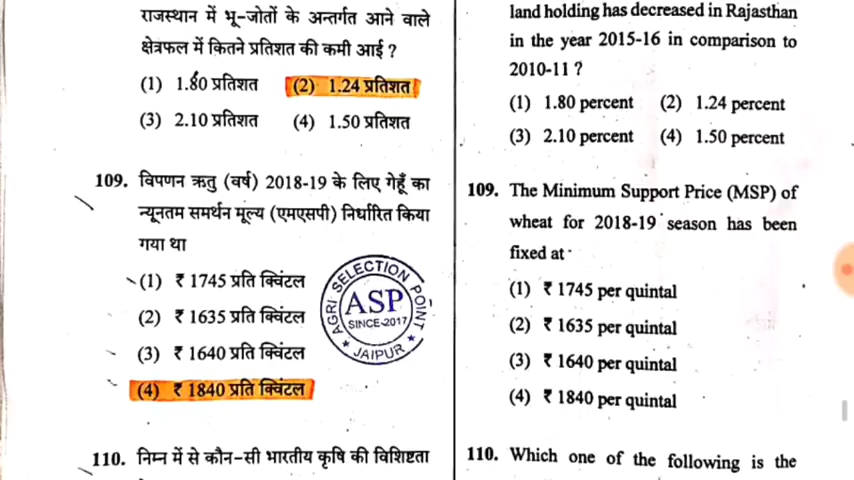 राजस्थान में भू-जोतों के अन्तर्गत आने वाले
क्षेत्रफल में कितने प्रतिशत की कमी आई ?
(1) 1.80 प्रतिशत (2) 1.24 प्रतिशत
(3) 2.10 प्रतिशत (4) 1.50 प्रतिशत
109. विपणन ऋतु (वर्ष) 2018-19 के लिए गेहूँ का
न्यूनतम समर्थन मूल्य (एमएसपी) निर्धारित किया
गया था
(1) ₹ 1745 प्रति क्विंटल
(2) ₹ 1635 प्रति क्विंटल
(3) ₹ 1640 प्रति क्विंटल
(4) ₹ 1840 प्रति क्विंटल
AGRI SELECTION POINT
ASP
SINCE-2017
JAIPUR
110. निम्न में से कौन-सी भारतीय कृषि की विशिष्टता
land holding has decreased in Rajasthan
in the year 2015-16 in comparison to
2010-11 ?
(1) 1.80 percent (2) 1.24 percent
(3) 2.10 percent (4) 1.50 percent
109. The Minimum Support Price (MSP) of
wheat for 2018-19 season has been
fixed at
(1) ₹ 1745 per quintal
(2) ₹ 1635 per quintal
(3) ₹ 1640 per quintal
(4) ₹ 1840 per quintal
110. Which one of the following is the